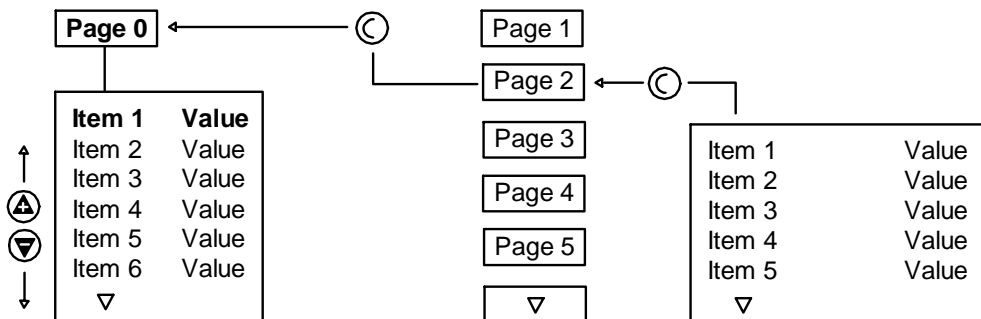 Page 0
Item 1 Value
Item 2 Value
Item 3 Value
Item 4 Value
Item 5 Value
Item 6 Value
C
Page 1
Page 2
Page 3
Page 4
Page 5
C
Item 1 Value
Item 2 Value
Item 3 Value
Item 4 Value
Item 5 Value